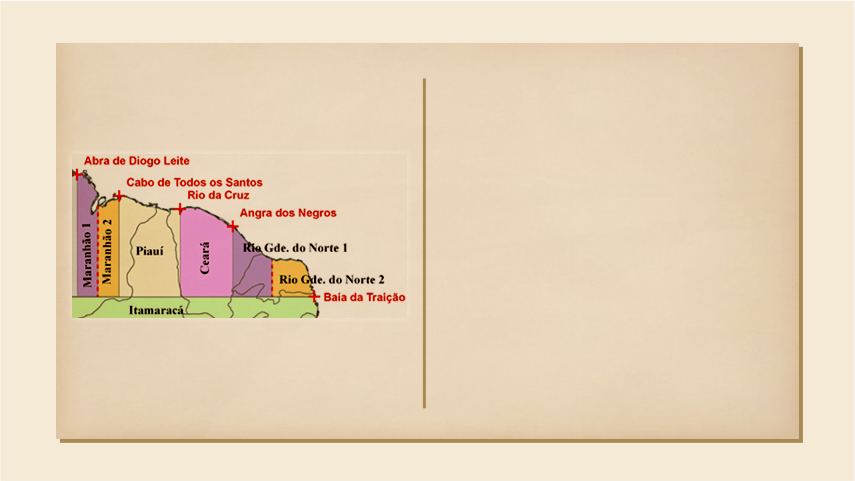 Abra de Diogo Leite
Cabo de Todos os Santos
Rio da Cruz
Angra dos Negros
Maranhão 1
Maranhão 2
Piauí
Ceará
Rio Gde. do Norte 1
Rio Gde. do Norte 2
Baía da Traição
Itamaracá